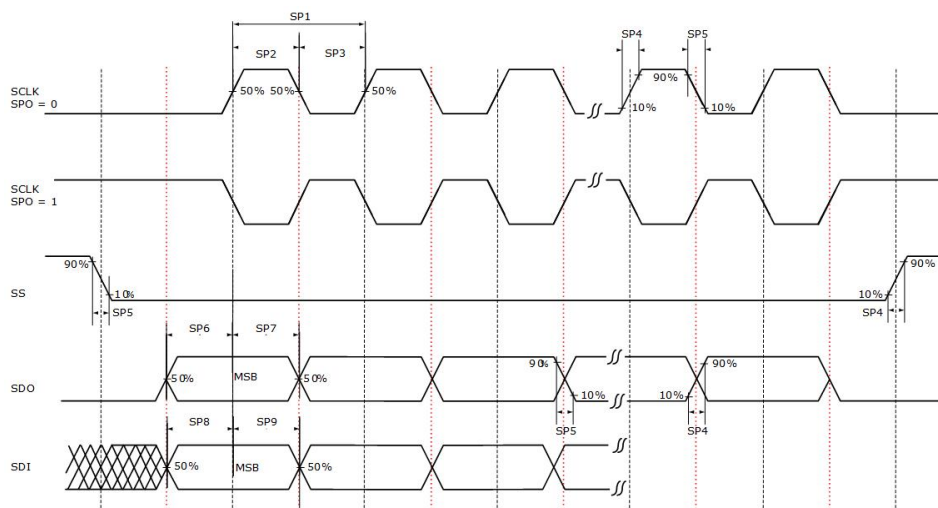 SP1
SP4 SP5
SP2 SP3
SCLK
SPO = 0
50% 50% 50%
90%
10% 10%
SCLK
SPO = 1
90% 90%
SS
10% 10%
SP5 SP4
SP6 SP7
90% 90%
SDO
50% MSB 50%
10% 10%
SP5 SP4
SP8 SP9
SDI
50% MSB 50%